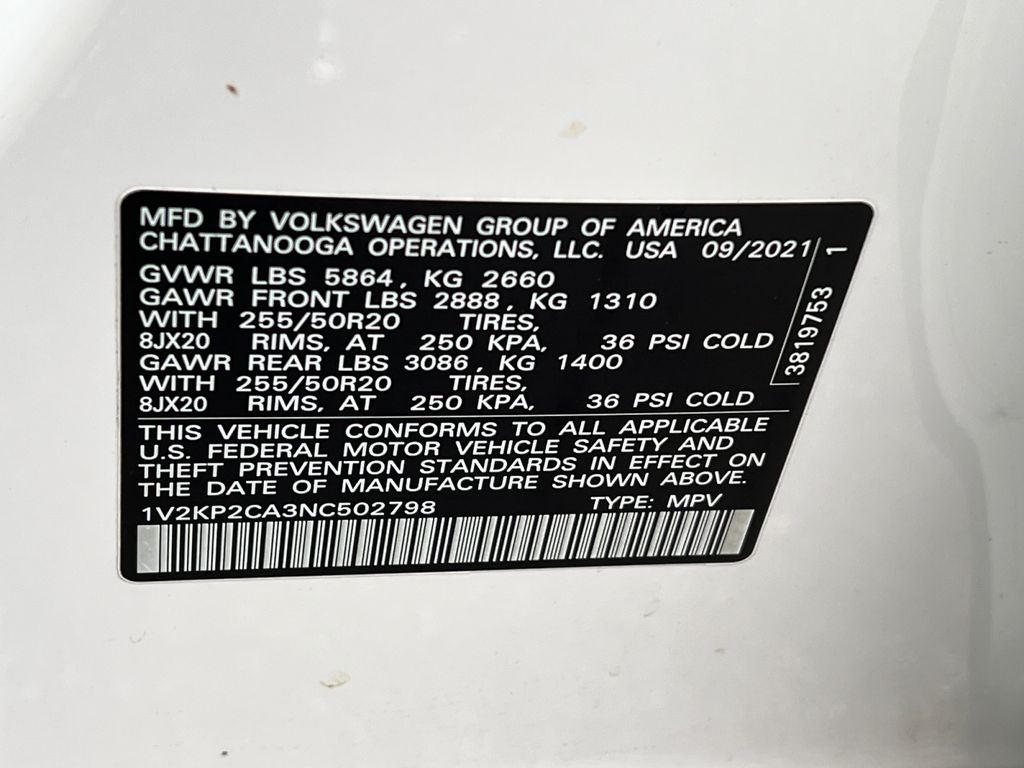 MFD BY VOLKSWAGEN GROUP OF AMERICA
CHATTANOOGA OPERATIONS, LLC. USA 09/2021
GVWR LBS 5864, KG 2660
GAWR FRONT LBS 2888, KG 1310
WITH 255/50R20 TIRES,
8JX20 RIMS, AT 250 KPA, 36 PSI COLD
GAWR REAR LBS 3086, KG 1400
WITH 255/50R20 TIRES,
8JX20 RIMS, AT 250 KPA, 36 PSI COLD
3819753 1
THIS VEHICLE CONFORMS TO ALL APPLICABLE
U.S. FEDERAL MOTOR VEHICLE SAFETY AND
THEFT PREVENTION STANDARDS IN EFFECT ON
THE DATE OF MANUFACTURE SHOWN ABOVE.
1V2KP2CA3NC502798 TYPE: MPV